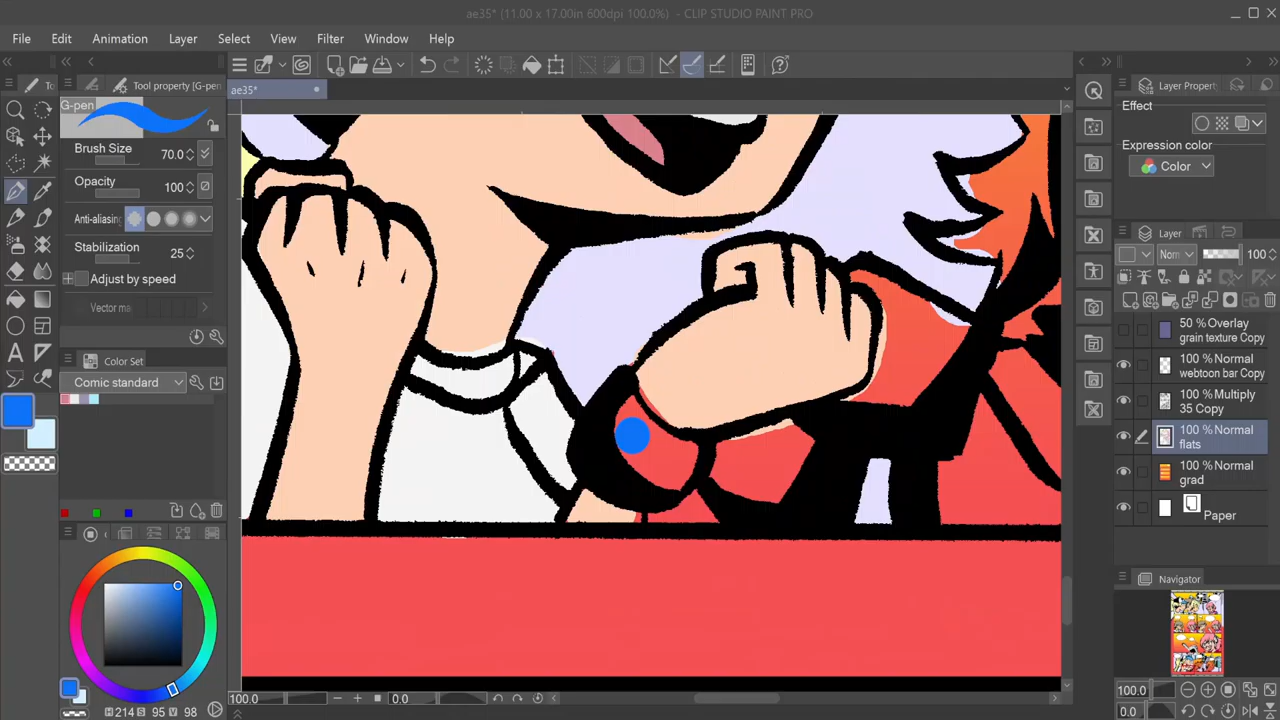 ae35* (11.00 x 17.00in 600dpi 100.0%) - CLIP STUDIO PAINT PRO
File Edit Animation Layer Select View Filter Window Help
Tool property [G-pen]
ae35*
Layer Property
G-pen
Effect
Brush Size 70.0
Expression color
Color
Opacity 100
Anti-aliasing
Layer
Stabilization 25
Normal 100
Adjust by speed
50 % Overlay
grain texture Copy
100 % Normal
webtoon bar Copy
Color Set
Comic standard
100 % Multiply
35 Copy
100 % Normal
flats
100 % Normal
grad
Paper
Navigator
100.0 0.0
100.0
H 214 S 95 V 98
0.0